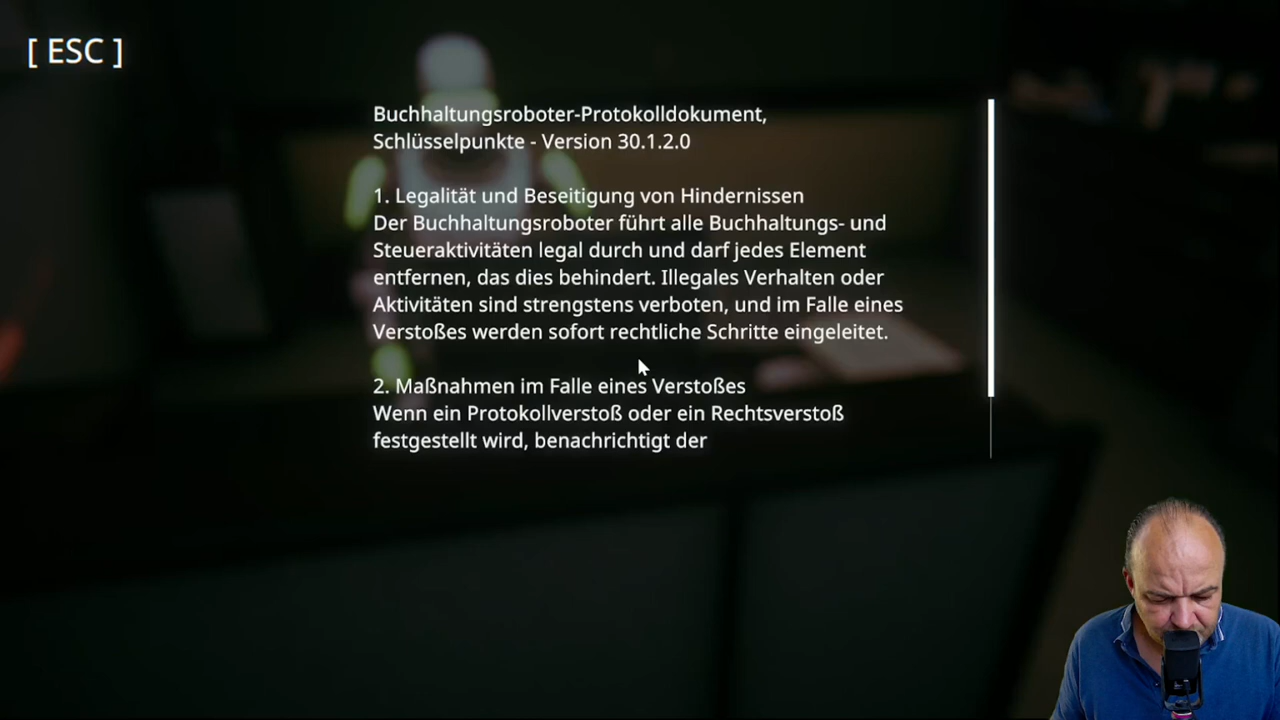 [ ESC ]
Buchhaltungsroboter-Protokolldokument,
Schlüsselpunkte - Version 30.1.2.0
1. Legalität und Beseitigung von Hindernissen
Der Buchhaltungsroboter führt alle Buchhaltungs- und
Steueraktivitäten legal durch und darf jedes Element
entfernen, das dies behindert. Illegales Verhalten oder
Aktivitäten sind strengstens verboten, und im Falle eines
Verstoßes werden sofort rechtliche Schritte eingeleitet.
2. Maßnahmen im Falle eines Verstoßes
Wenn ein Protokollverstoß oder ein Rechtsverstoß
festgestellt wird, benachrichtigt der